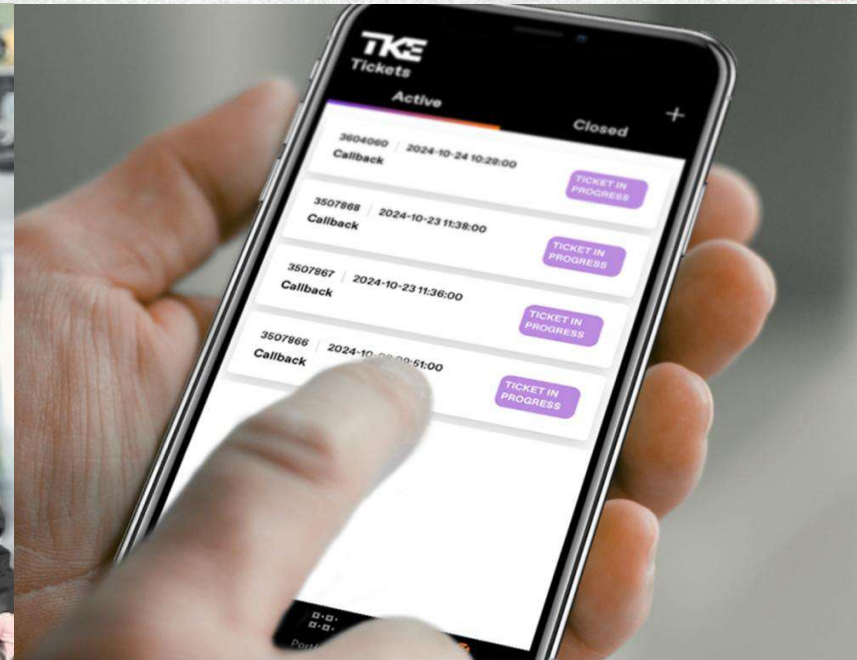 TKE
Tickets
Active
Closed
+
3604060 | 2024-10-24 10:28:00
Callback
TICKET IN
PROGRESS
3507868 | 2024-10-23 11:38:00
Callback
TICKET IN
PROGRESS
3507867 | 2024-10-23 11:36:00
Callback
TICKET IN
PROGRESS
3507866 | :51:00
Callback
TICKET IN
PROGRESS